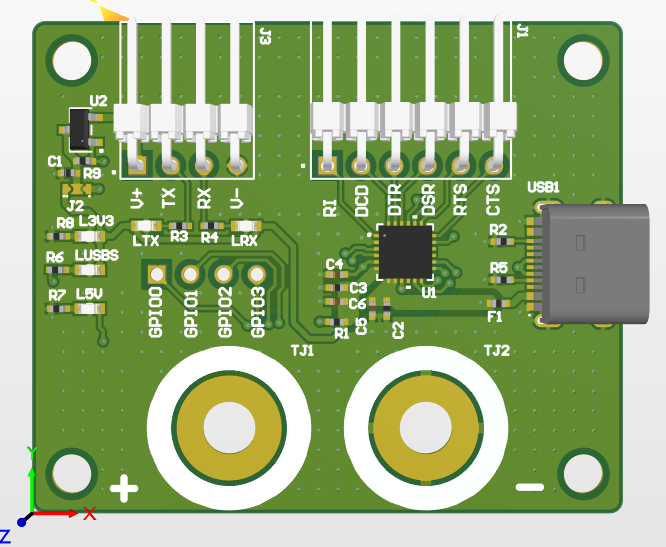 J3
J1
U2
C1
R9
J2
V+
TX
RX
V-
RI
DCD
DTR
DSR
RTS
CTS
USB1
R8
L3V3
LTX
R3
R4
LRX
R2
R6
LUSBS
C4
R5
C3
U1
R7
L5V
C6
GPIO0
GPIO1
GPIO2
GPIO3
R1
C5
C2
F1
TJ1
TJ2
+
-
Y
X
Z